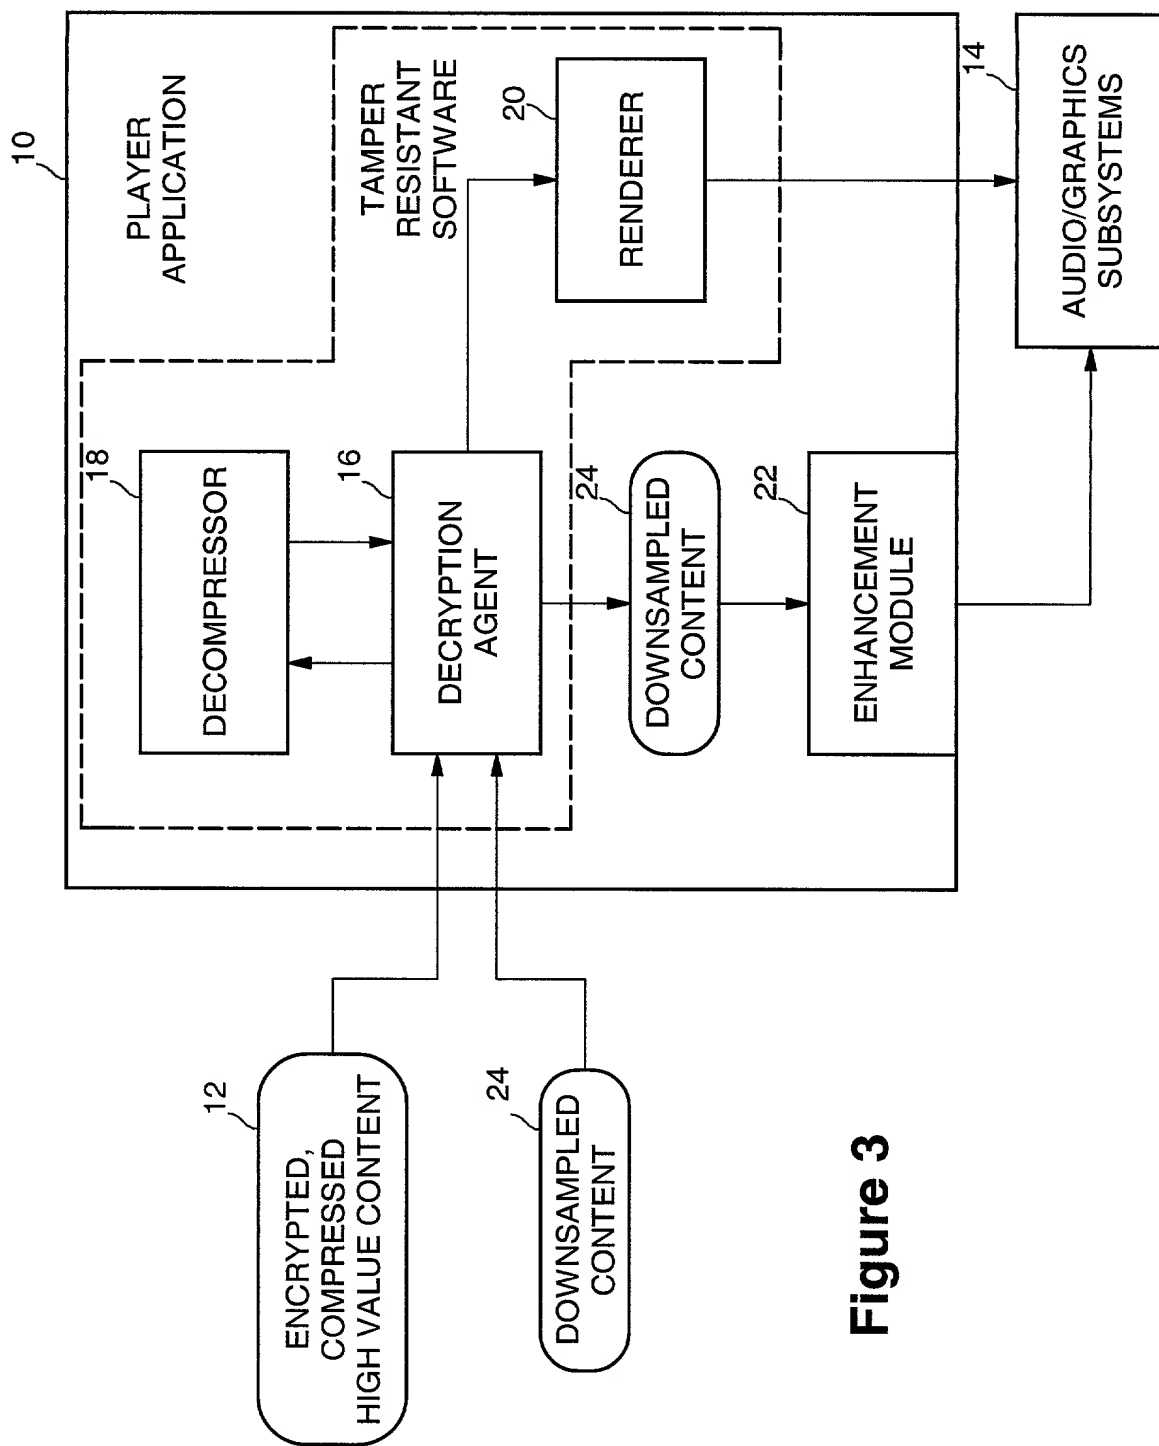 10
PLAYER
APPLICATION
18
DECOMPRESSOR
12
ENCRYPTED,
COMPRESSED
HIGH VALUE CONTENT
16
DECRYPTION
AGENT
TAMPER
RESISTANT
SOFTWARE
20
RENDERER
24
DOWNSAMPLED
CONTENT
24
DOWNSAMPLED
CONTENT
22
ENHANCEMENT
MODULE
14
AUDIO/GRAPHICS
SUBSYSTEMS
Figure 3